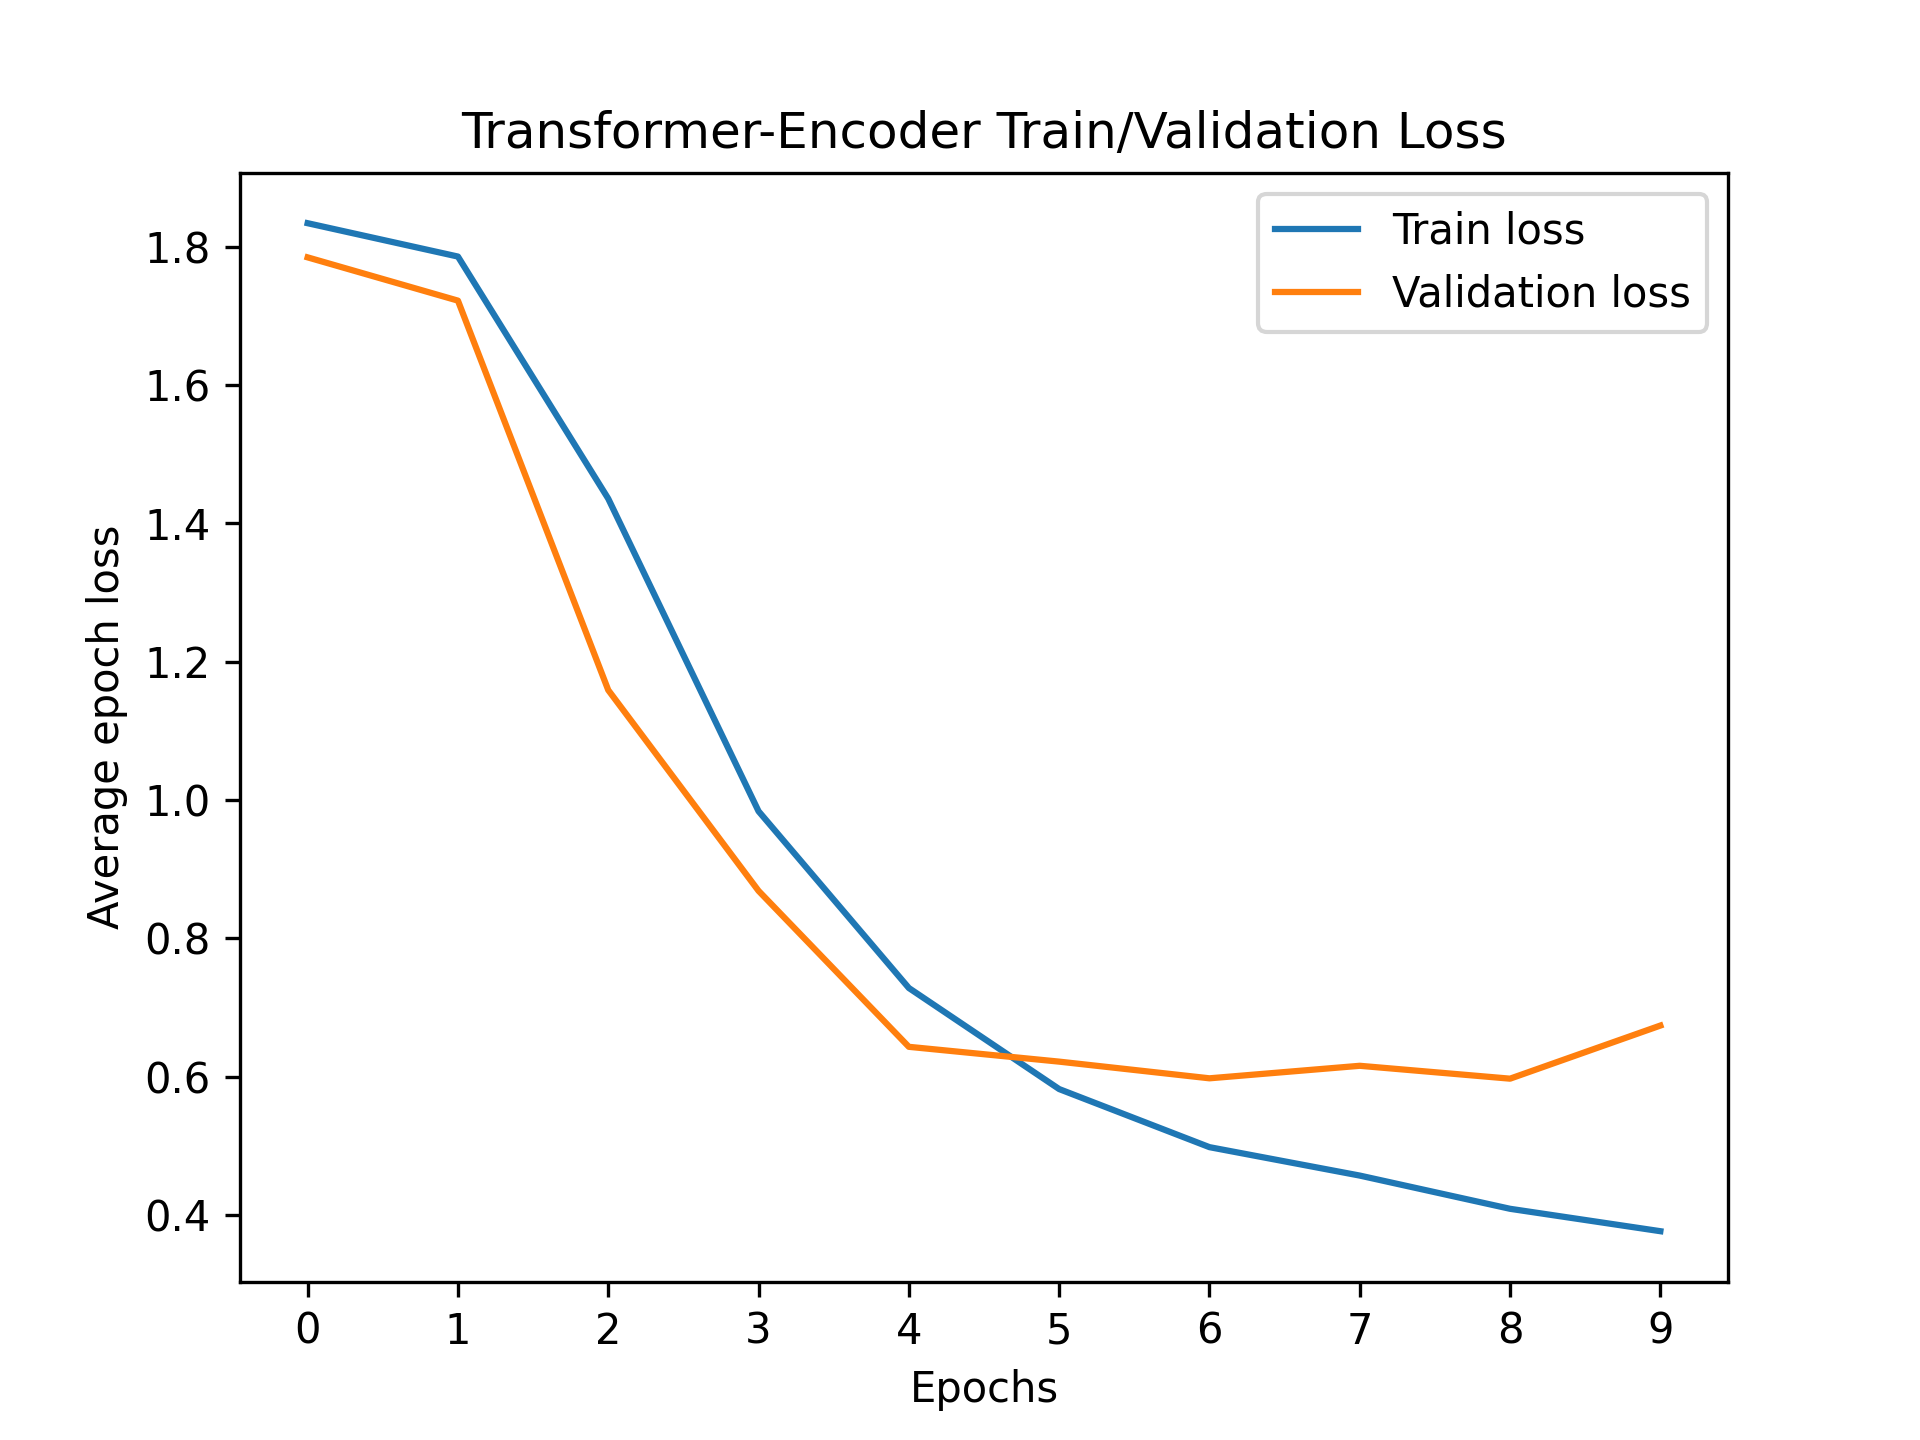 Transformer-Encoder Train/Validation Loss
Train loss
Validation loss
Average epoch loss
1.8
1.6
1.4
1.2
1.0
0.8
0.6
0.4
0 1 2 3 4 5 6 7 8 9
Epochs